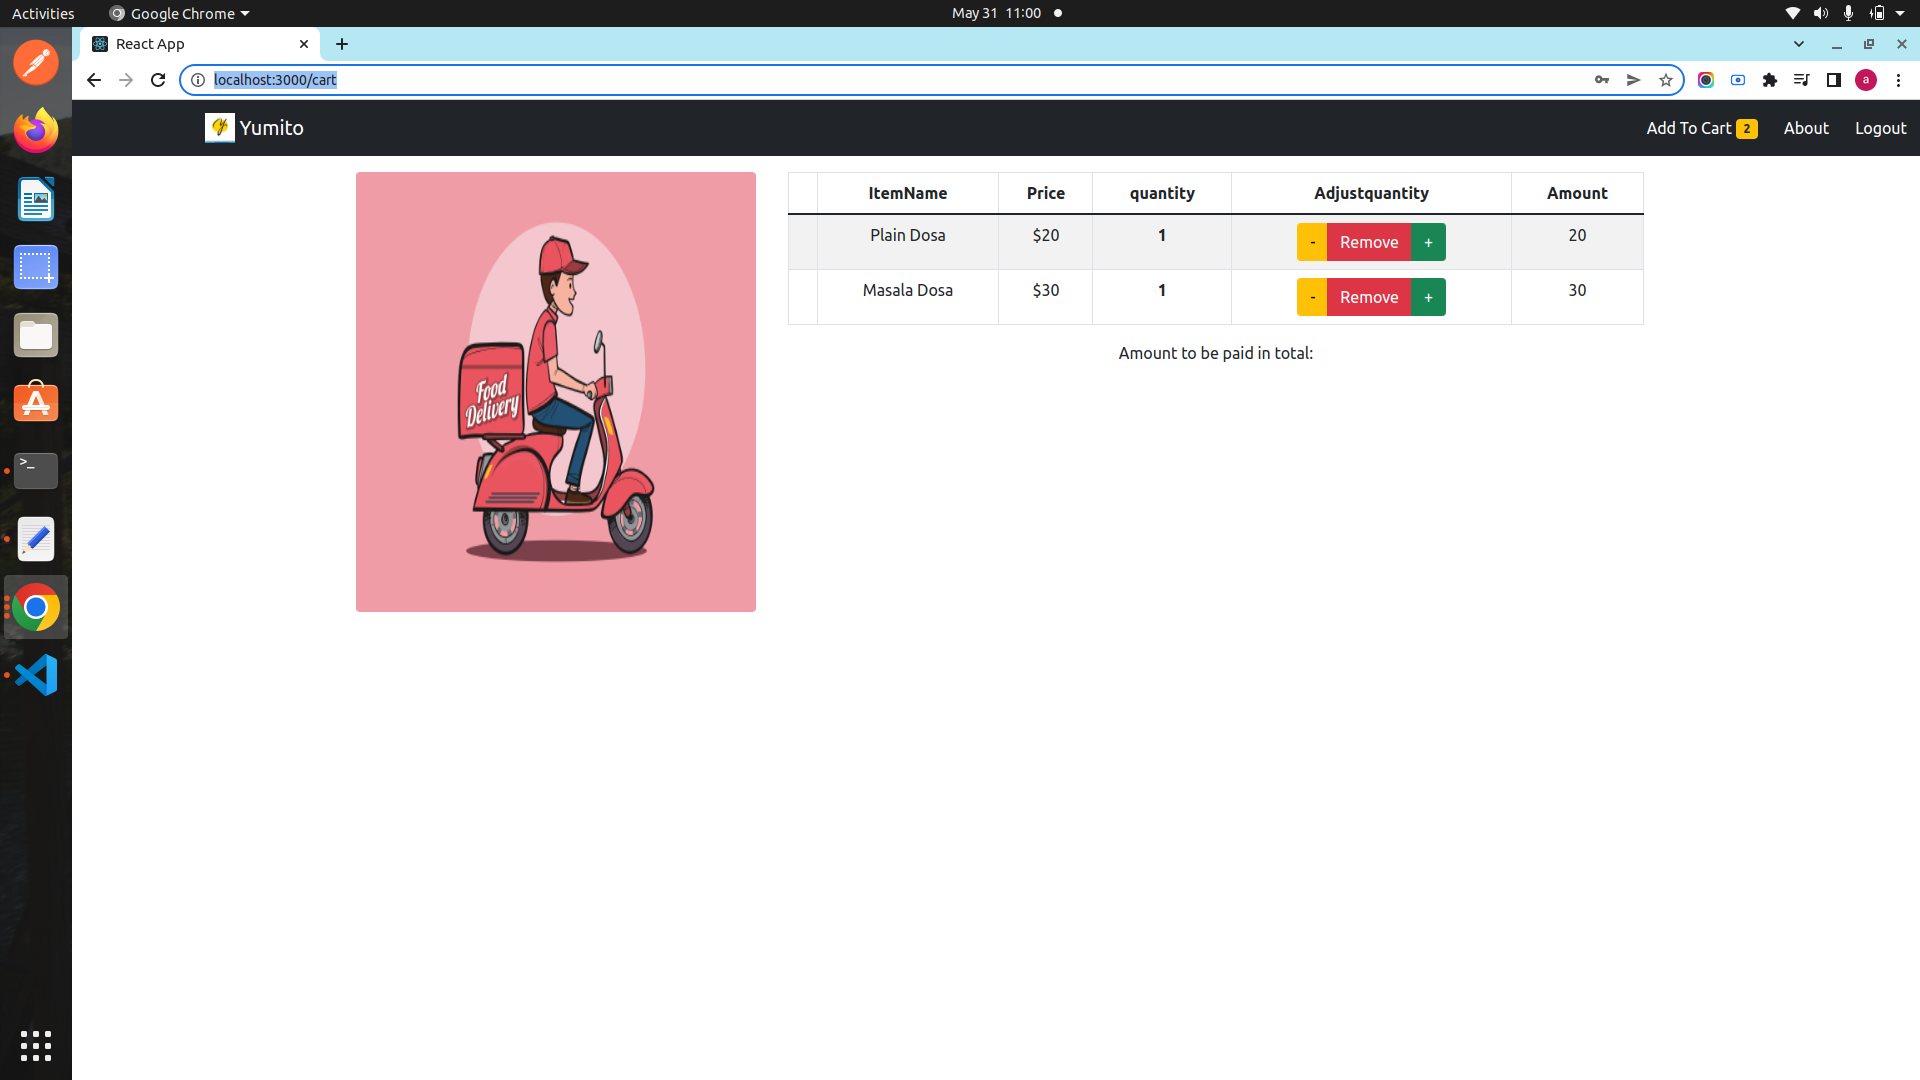 Activities Google Chrome May 31 11:00
React App
localhost:3000/cart a
Yumito Add To Cart 2 About Logout
ItemName Price quantity Adjustquantity Amount
Plain Dosa $20 1 - Remove + 20
Masala Dosa $30 1 - Remove + 30
Amount to be paid in total:
Food
Delivery